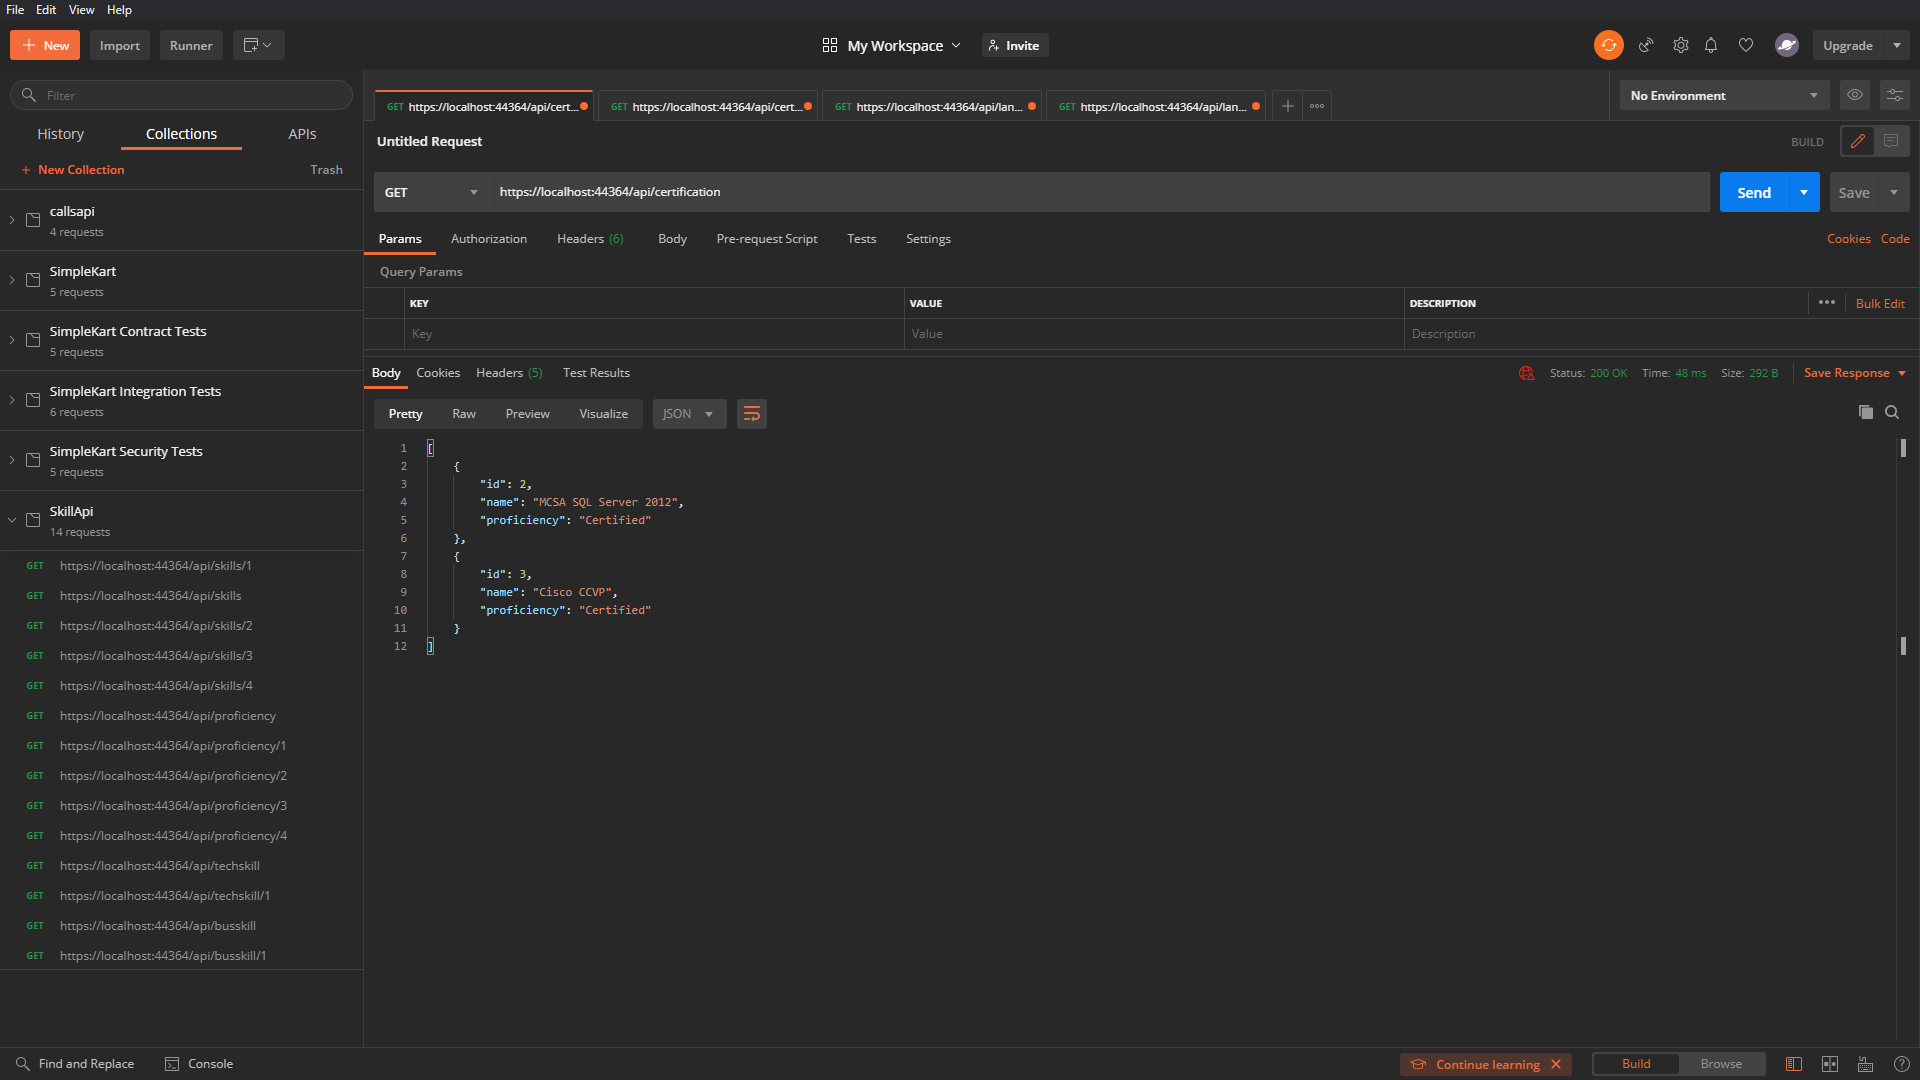 File Edit View Help
New Import Runner
My Workspace Invite
Upgrade
Filter
History Collections APIs
New Collection Trash
callsapi
4 requests
SimpleKart
5 requests
SimpleKart Contract Tests
5 requests
SimpleKart Integration Tests
6 requests
SimpleKart Security Tests
5 requests
SkillApi
14 requests
GET https://localhost:44364/api/skills/1
GET https://localhost:44364/api/skills
GET https://localhost:44364/api/skills/2
GET https://localhost:44364/api/skills/3
GET https://localhost:44364/api/skills/4
GET https://localhost:44364/api/proficiency
GET https://localhost:44364/api/proficiency/1
GET https://localhost:44364/api/proficiency/2
GET https://localhost:44364/api/proficiency/3
GET https://localhost:44364/api/proficiency/4
GET https://localhost:44364/api/techskill
GET https://localhost:44364/api/techskill/1
GET https://localhost:44364/api/busskill
GET https://localhost:44364/api/busskill/1
GET https://localhost:44364/api/cert... GET https://localhost:44364/api/cert... GET https://localhost:44364/api/lan... GET https://localhost:44364/api/lan...
No Environment
Untitled Request BUILD
GET https://localhost:44364/api/certification Send Save
Params Authorization Headers (6) Body Pre-request Script Tests Settings Cookies Code
Query Params
KEY VALUE DESCRIPTION Bulk Edit
Key Value Description
Body Cookies Headers (5) Test Results Status: 200 OK Time: 48 ms Size: 292 B Save Response
Pretty Raw Preview Visualize JSON
1 [
2 {
3 "id": 2,
4 "name": "MCSA SQL Server 2012",
5 "proficiency": "Certified"
6 },
7 {
8 "id": 3,
9 "name": "Cisco CCVP",
10 "proficiency": "Certified"
11 }
12 ]
Find and Replace Console Continue learning Build Browse